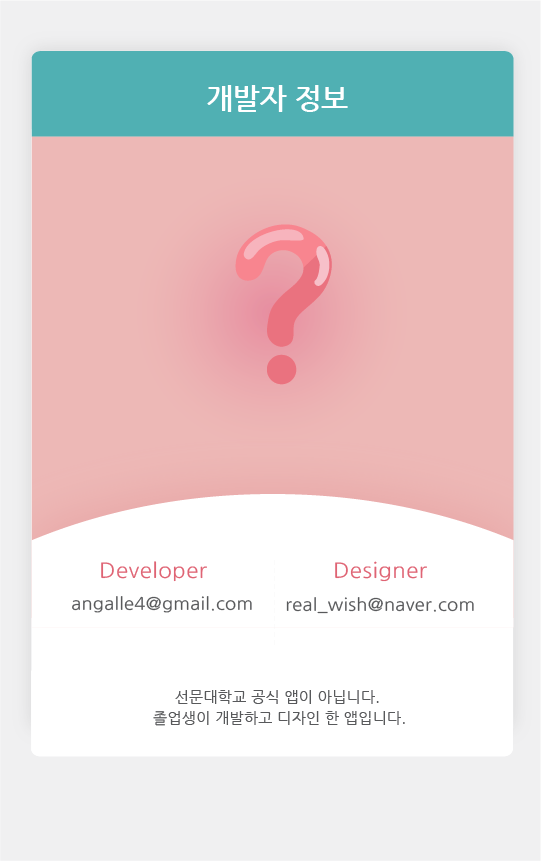 개발자 정보
Developer
Designer
angalle4@gmail.com
real_wish@naver.com
선문대학교 공식 앱이 아닙니다.
졸업생이 개발하고 디자인 한 앱입니다.